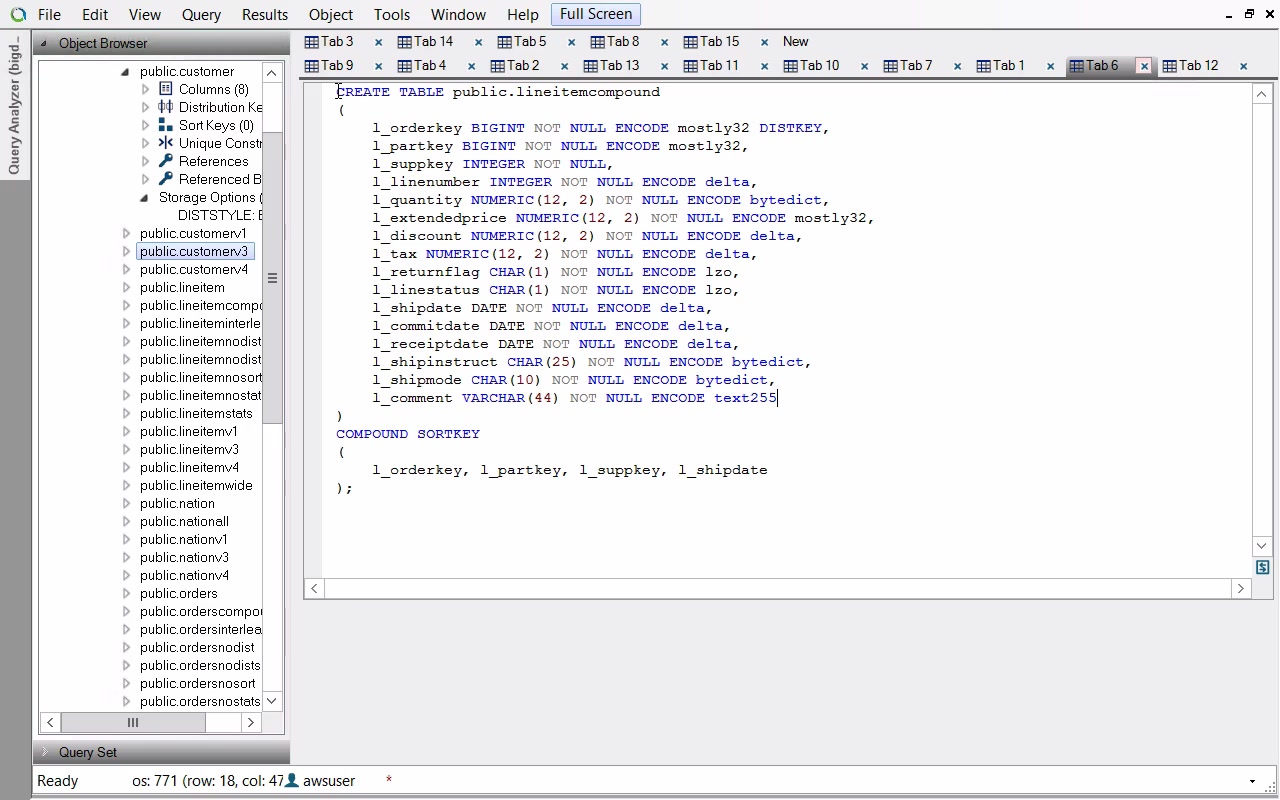 File Edit View Query Results Object Tools Window Help Full Screen
Query Analyzer (bigd...
Object Browser
public.customer
Columns (8)
Distribution Ke
Sort Keys (0)
Unique Constr
References
Referenced B
Storage Options (
DISTSTYLE: E
public.customerv1
public.customerv3
public.customerv4
public.lineitem
public.lineitemcompo
public.lineiteminterle
public.lineitemnodist
public.lineitemnodist
public.lineitemnosort
public.lineitemnostat
public.lineitemstats
public.lineitemv1
public.lineitemv3
public.lineitemv4
public.lineitemwide
public.nation
public.nationall
public.nationv1
public.nationv3
public.nationv4
public.orders
public.orderscompou
public.ordersinterlea
public.ordersnodist
public.ordersnodists
public.ordersnosort
public.ordersnostats
Query Set
Tab 3 Tab 14 Tab 5 Tab 8 Tab 15 New
Tab 9 Tab 4 Tab 2 Tab 13 Tab 11 Tab 10 Tab 7 Tab 1 Tab 6 Tab 12
CREATE TABLE public.lineitemcompound
(
l_orderkey BIGINT NOT NULL ENCODE mostly32 DISTKEY,
l_partkey BIGINT NOT NULL ENCODE mostly32,
l_suppkey INTEGER NOT NULL,
l_linenumber INTEGER NOT NULL ENCODE delta,
l_quantity NUMERIC(12, 2) NOT NULL ENCODE bytedict,
l_extendedprice NUMERIC(12, 2) NOT NULL ENCODE mostly32,
l_discount NUMERIC(12, 2) NOT NULL ENCODE delta,
l_tax NUMERIC(12, 2) NOT NULL ENCODE delta,
l_returnflag CHAR(1) NOT NULL ENCODE lzo,
l_linestatus CHAR(1) NOT NULL ENCODE lzo,
l_shipdate DATE NOT NULL ENCODE delta,
l_commitdate DATE NOT NULL ENCODE delta,
l_receiptdate DATE NOT NULL ENCODE delta,
l_shipinstruct CHAR(25) NOT NULL ENCODE bytedict,
l_shipmode CHAR(10) NOT NULL ENCODE bytedict,
l_comment VARCHAR(44) NOT NULL ENCODE text255
)
COMPOUND SORTKEY
(
l_orderkey, l_partkey, l_suppkey, l_shipdate
);
Ready os: 771 (row: 18, col: 47 awsuser *